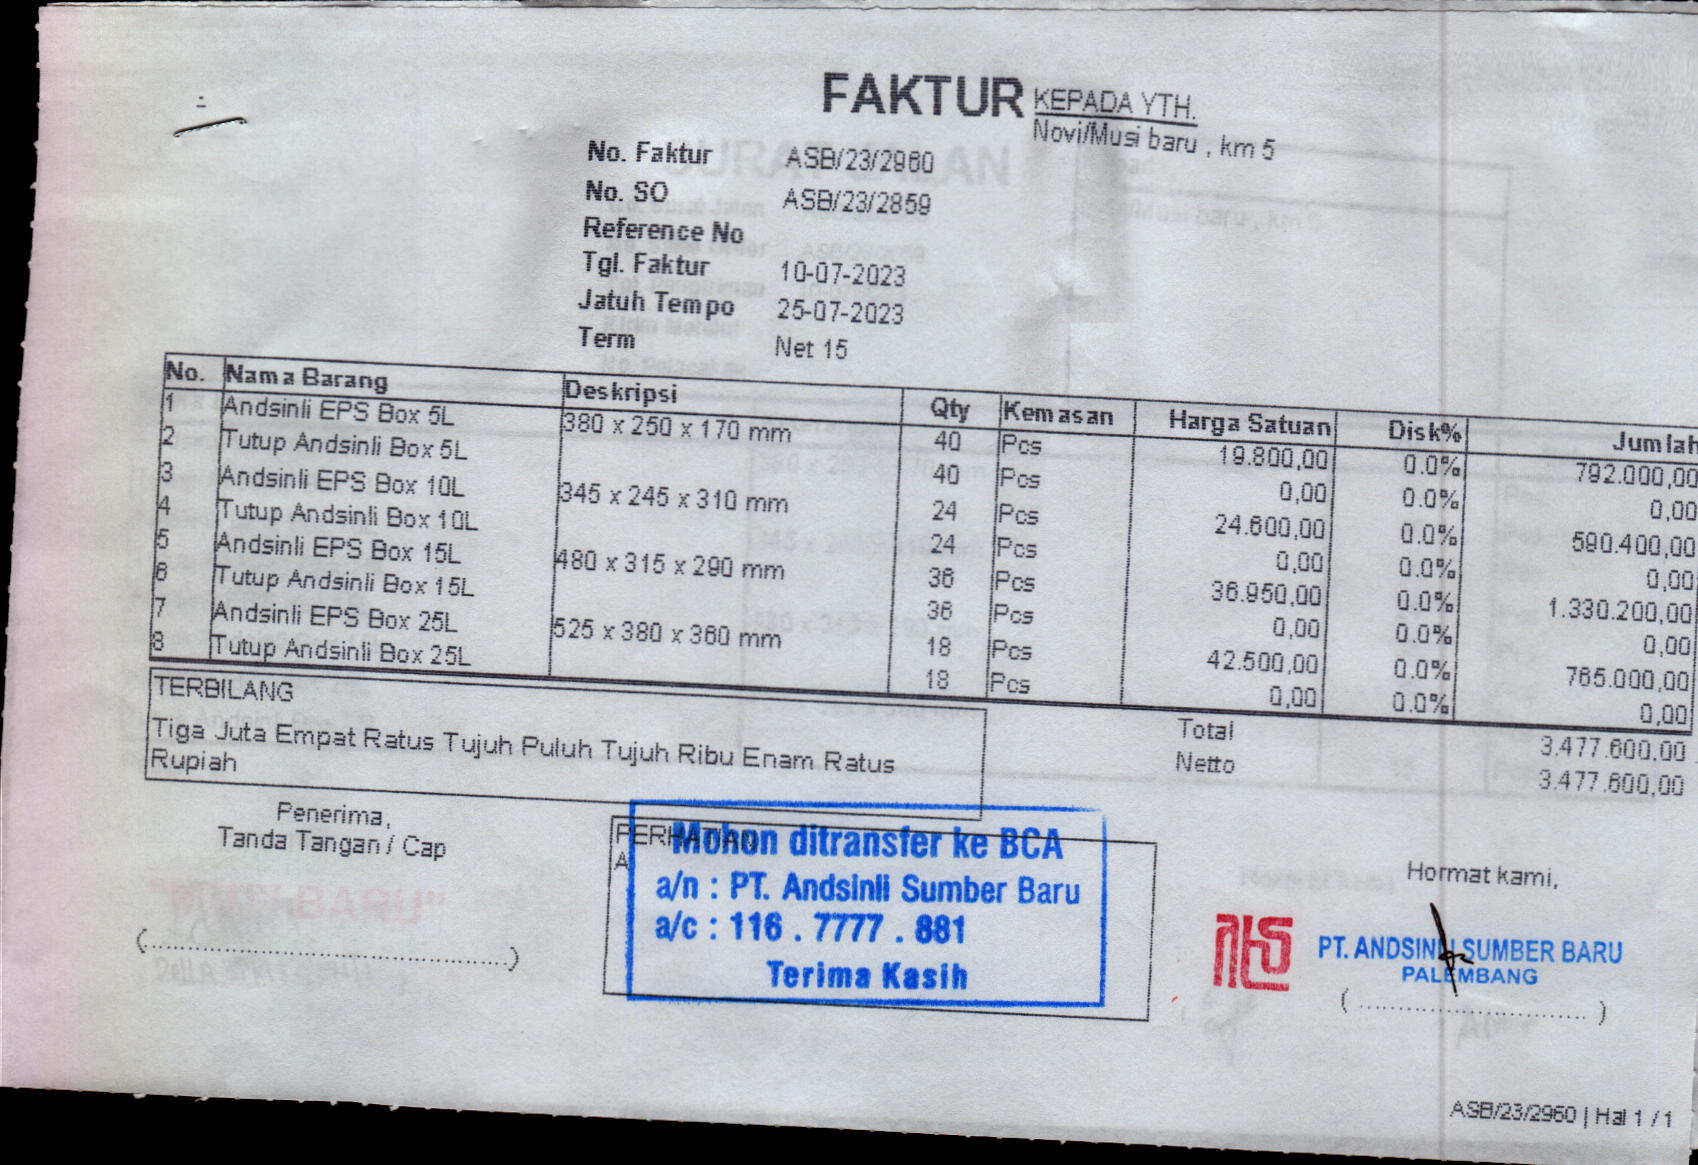 FAKTUR
KEPADA YTH.
Novi/Musi baru , km 5
No. Faktur ASB/23/2960
No. SO ASB/23/2859
Reference No
Tgl. Faktur 10-07-2023
Jatuh Tempo 25-07-2023
Term Net 15
No. Nama Barang Deskripsi Qty Kemasan Harga Satuan Disk% Jumlah
1 Andsinli EPS Box 5L 380 x 250 x 170 mm 40 Pcs 19.800,00 0.0% 792.000,00
2 Tutup Andsinli Box 5L 40 Pcs 0,00 0.0% 0,00
3 Andsinli EPS Box 10L 345 x 245 x 310 mm 24 Pcs 24.600,00 0.0% 590.400,00
4 Tutup Andsinli Box 10L 24 Pcs 0,00 0.0% 0,00
5 Andsinli EPS Box 15L 480 x 315 x 290 mm 36 Pcs 36.950,00 0.0% 1.330.200,00
6 Tutup Andsinli Box 15L 36 Pcs 0,00 0.0% 0,00
7 Andsinli EPS Box 25L 525 x 380 x 360 mm 18 Pcs 42.500,00 0.0% 765.000,00
8 Tutup Andsinli Box 25L 18 Pcs 0,00 0.0% 0,00
TERBILANG
Tiga Juta Empat Ratus Tujuh Puluh Tujuh Ribu Enam Ratus
Rupiah
Total 3.477.600,00
Netto 3.477.600,00
Penerima,
Tanda Tangan / Cap
(..........................................)
PERHATIAN
A
Mohon ditransfer ke BCA
a/n : PT. Andsinli Sumber Baru
a/c : 116 . 7777 . 881
Terima Kasih
Hormat kami,
PT. ANDSINLI SUMBER BARU
PALEMBANG
( .............................. )
ASB/23/2960 | Hal 1 / 1